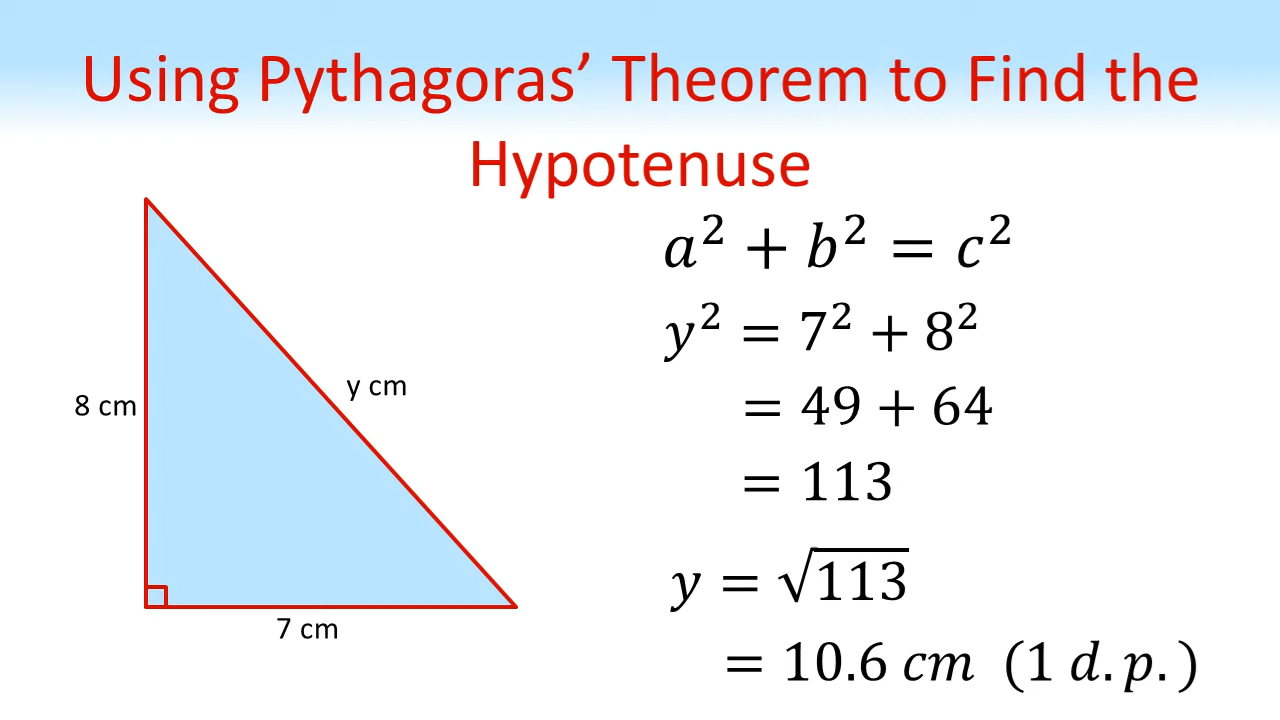 Using Pythagoras’ Theorem to Find the
Hypotenuse
a² + b² = c²
y² = 7² + 8²
8 cm
y cm
= 49 + 64
= 113
y = √113
7 cm
= 10.6 cm (1 d.p.)